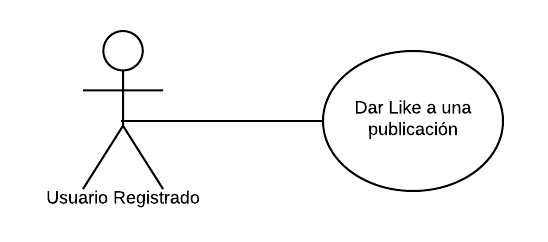 Dar Like a una
publicación
Usuario Registrado